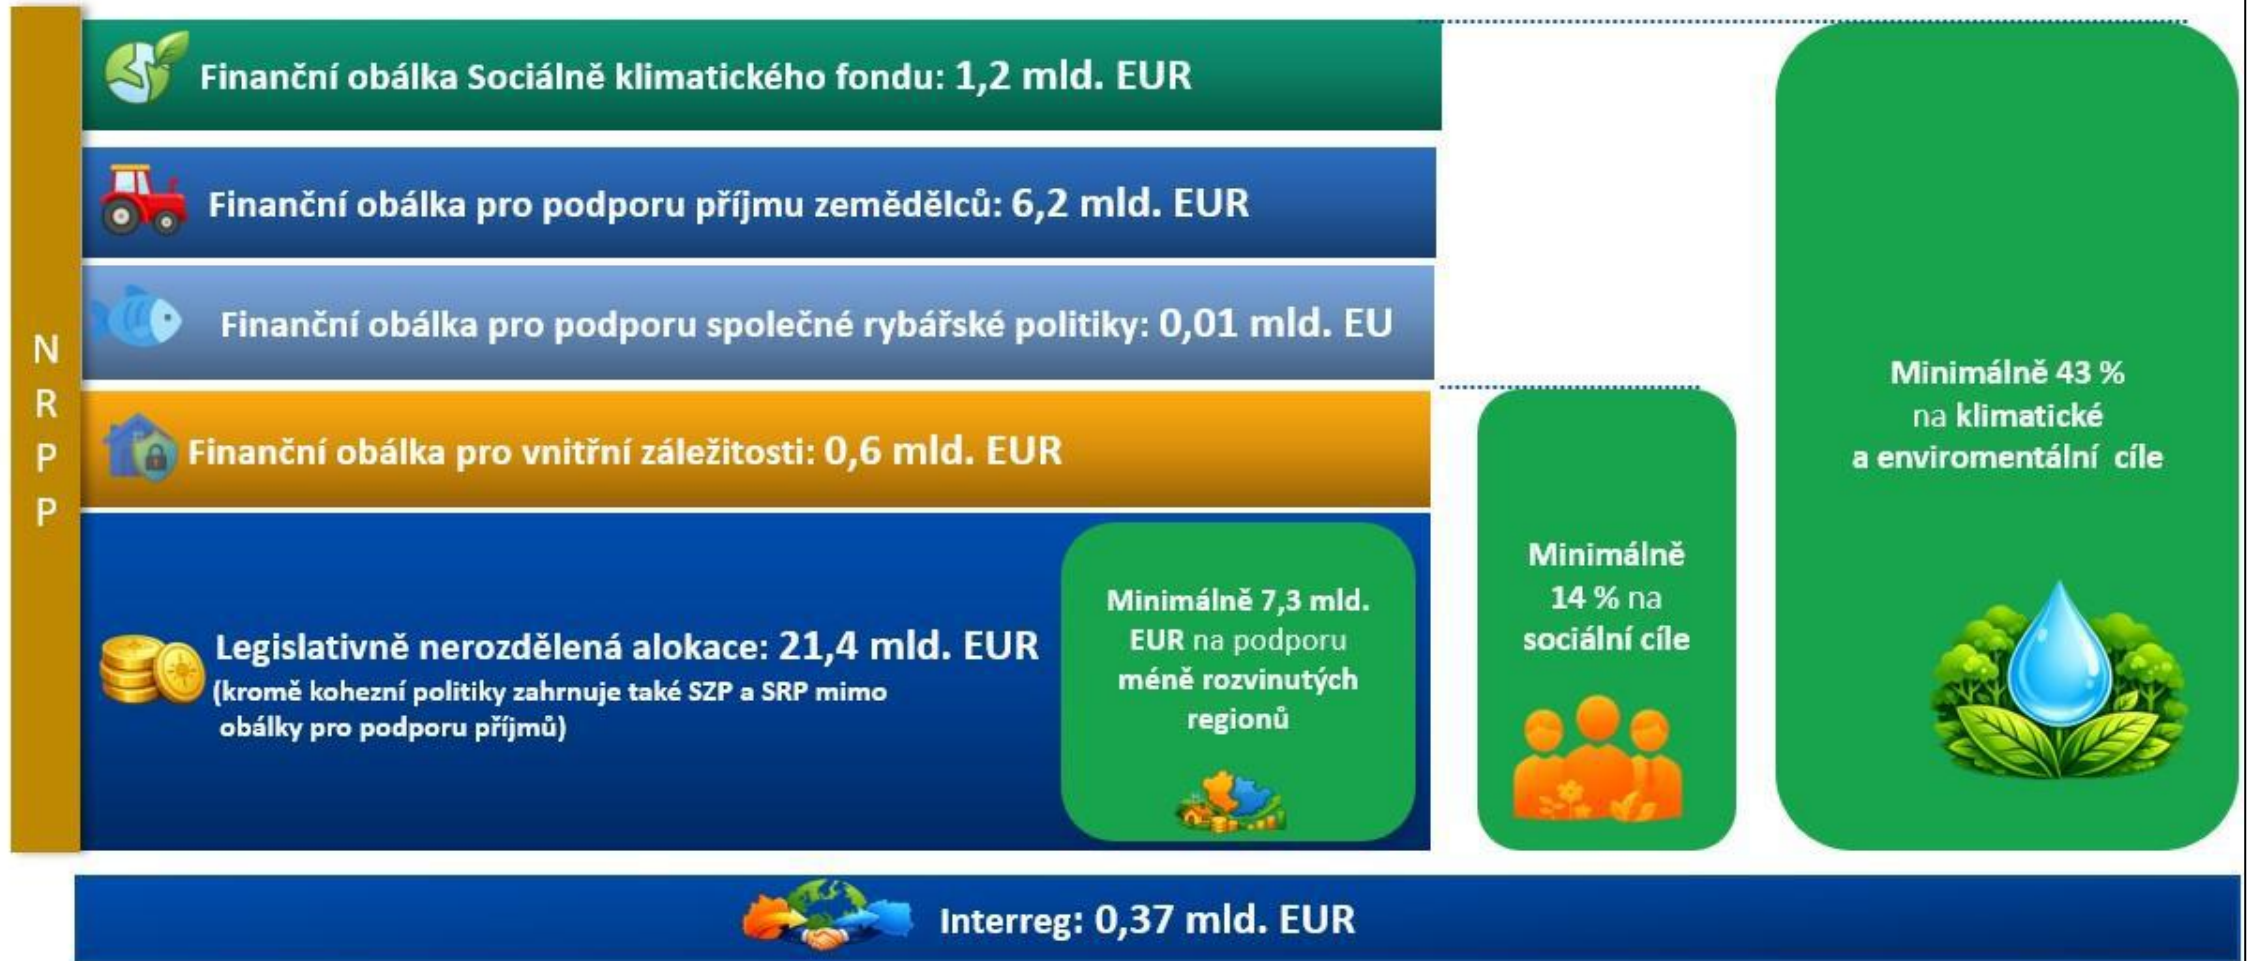 N
R
P
P
Finanční obálka Sociálně klimatického fondu: 1,2 mld. EUR
Finanční obálka pro podporu příjmu zemědělců: 6,2 mld. EUR
Finanční obálka pro podporu společné rybářské politiky: 0,01 mld. EU
Finanční obálka pro vnitřní záležitosti: 0,6 mld. EUR
Legislativně nerozdělená alokace: 21,4 mld. EUR
(kromě kohezní politiky zahrnuje také SZP a SRP mimo
obálky pro podporu příjmů)
Minimálně 7,3 mld.
EUR na podporu
méně rozvinutých
regionů
Minimálně
14 % na
sociální cíle
Minimálně 43 %
na klimatické
a enviromentální cíle
Interreg: 0,37 mld. EUR